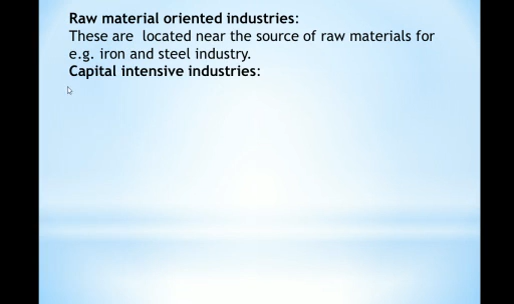 Raw material oriented industries:
These are located near the source of raw materials for
e.g. iron and steel industry.
Capital intensive industries: